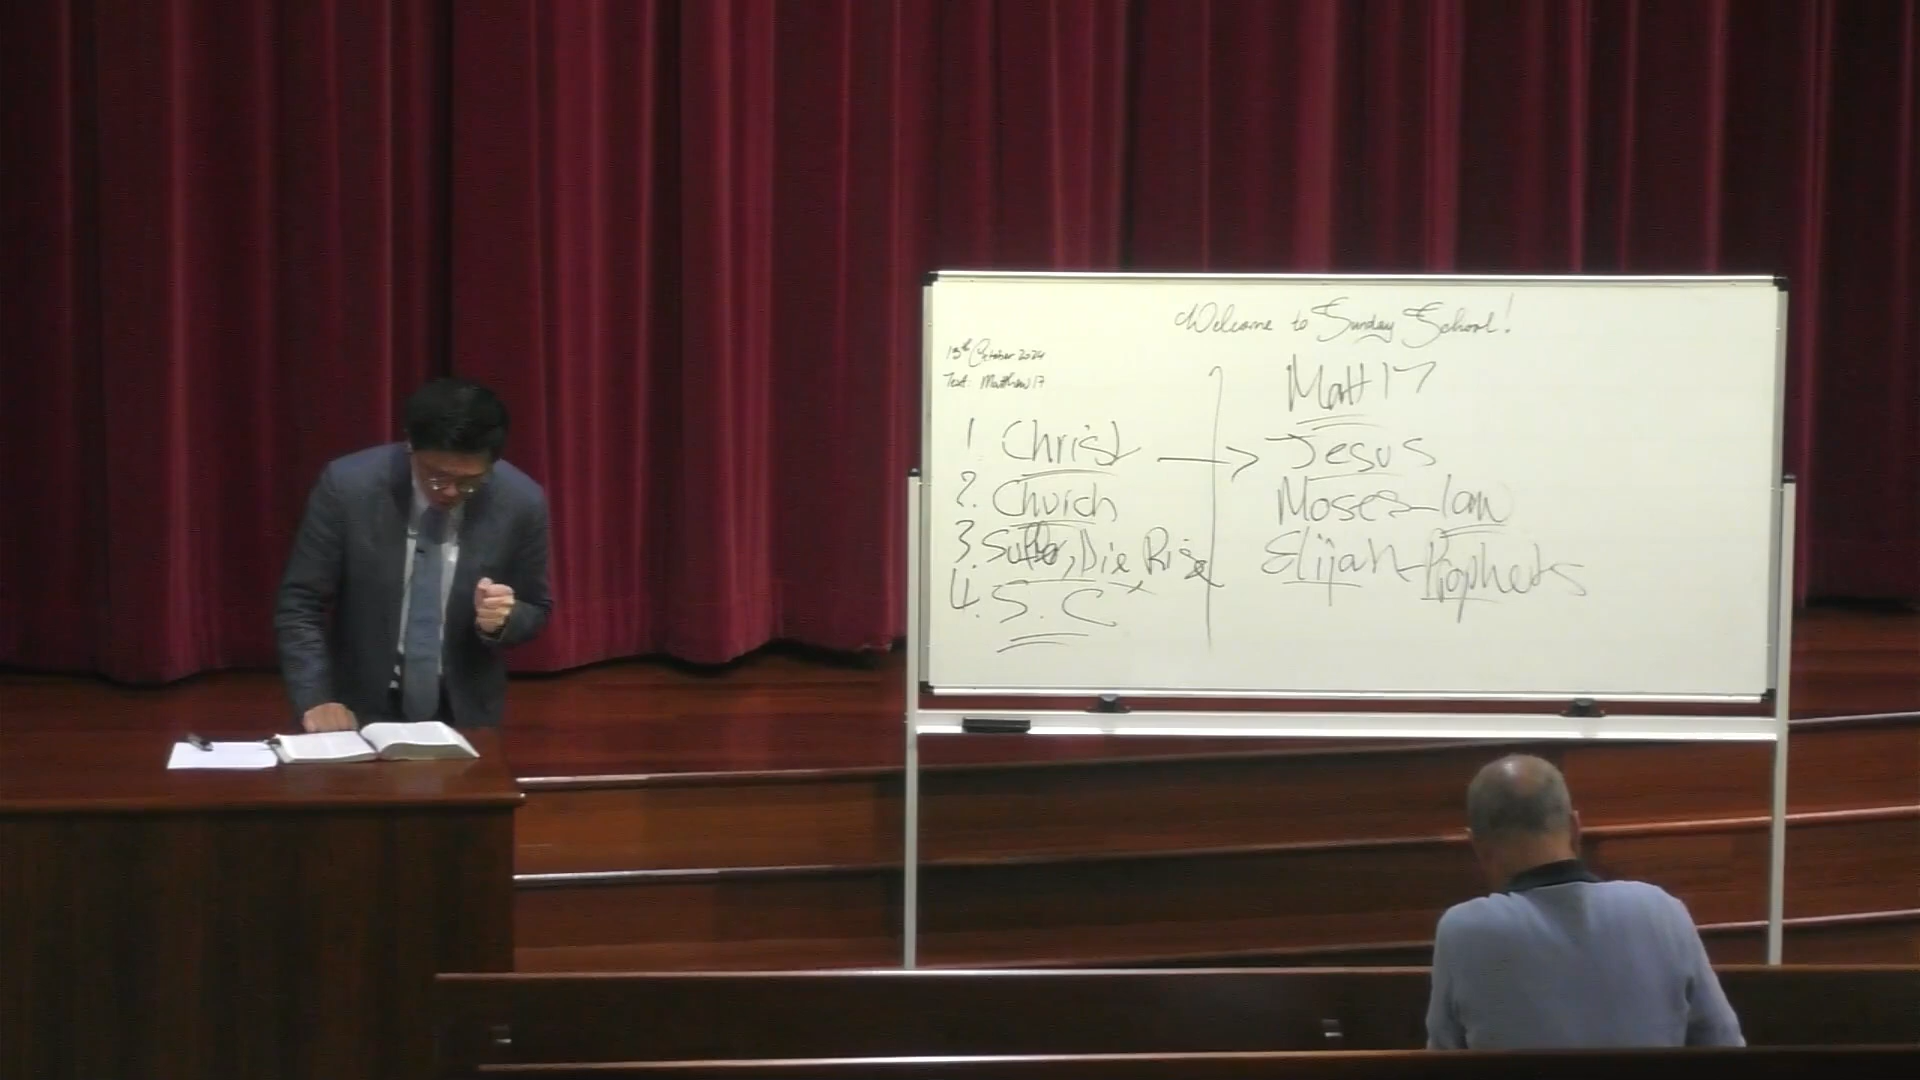 Welcome to Sunday School!
13th October 2024
Text: Matthew 17
1. Christ
2. Church
3. Suffer, Die Rise
4. S.C
Matt 17
→ Jesus
Moses-law
Elijah-Prophets